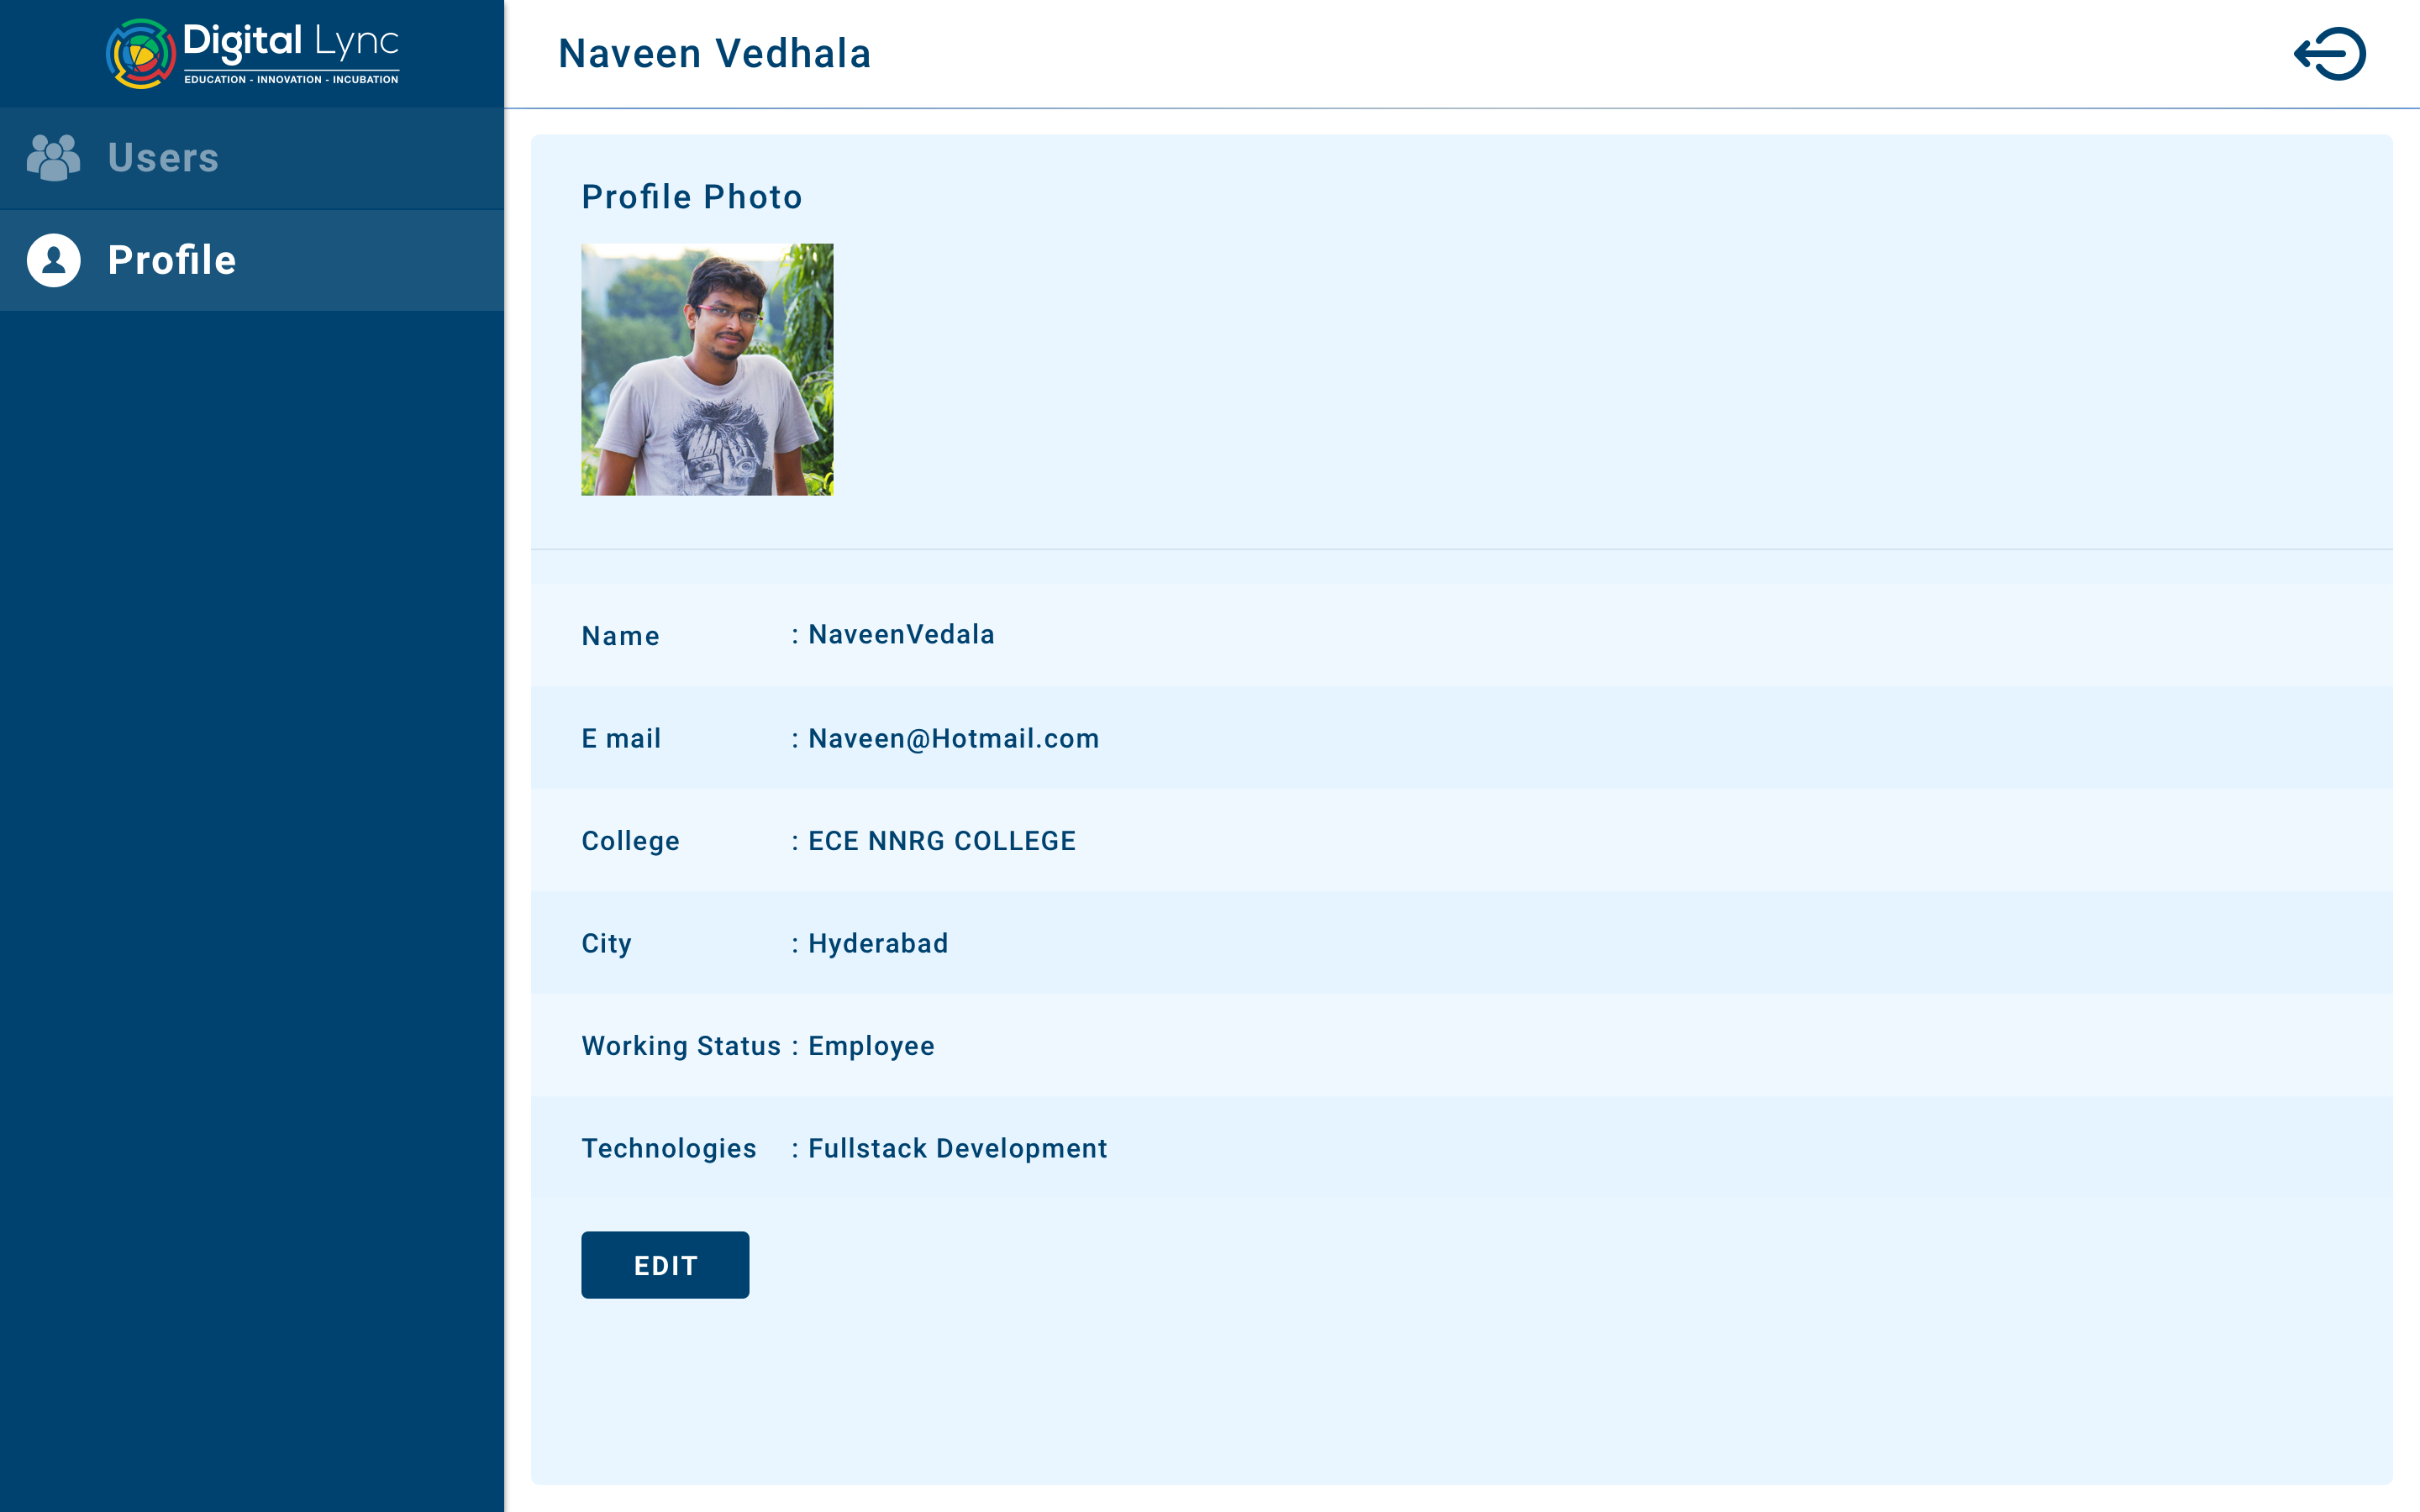 Digital Lync
EDUCATION - INNOVATION - INCUBATION
Users
Profile
Naveen Vedhala
Profile Photo
Name : NaveenVedala
E mail : Naveen@Hotmail.com
College : ECE NNRG COLLEGE
City : Hyderabad
Working Status : Employee
Technologies : Fullstack Development
EDIT